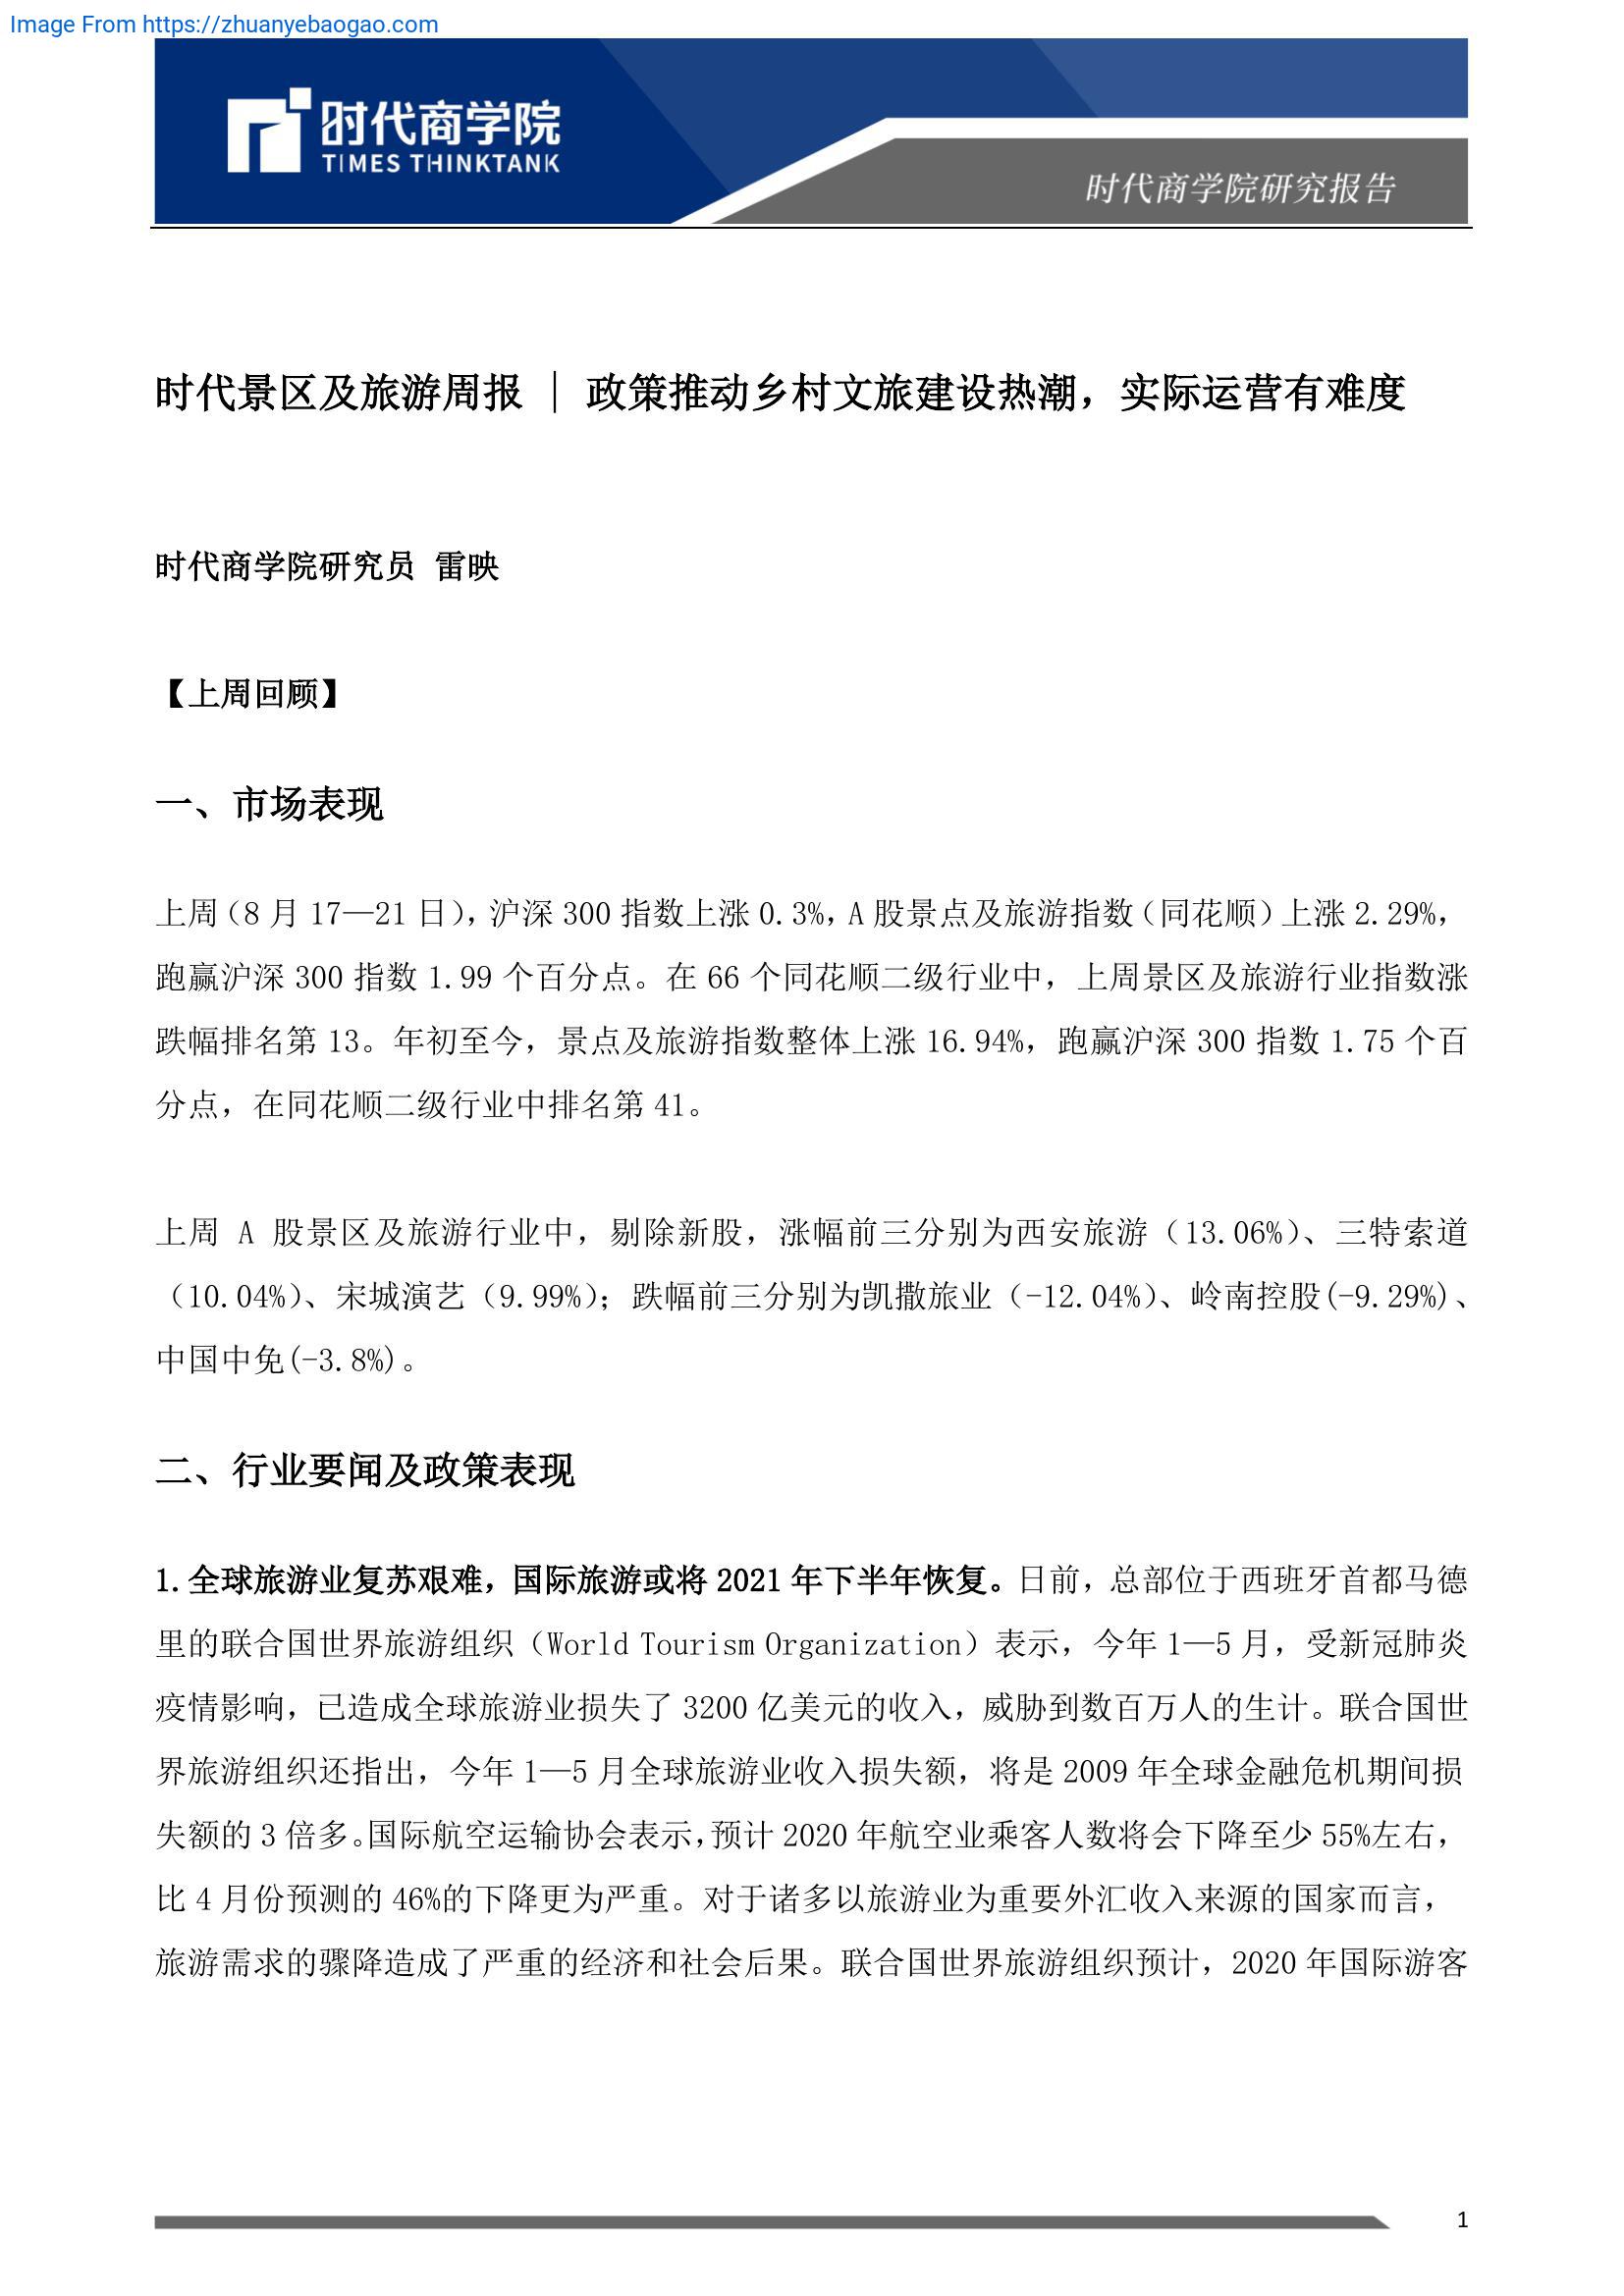 Image From https://zhuanyebaogao.com
时代商学院
TIMES THINKTANK
时代商学院研究报告
时代景区及旅游周报 | 政策推动乡村文旅建设热潮，实际运营有难度
时代商学院研究员 雷映
【上周回顾】
一、市场表现
上周（8 月 17—21 日），沪深 300 指数上涨 0.3%，A 股景点及旅游指数（同花顺）上涨 2.29%，
跑赢沪深 300 指数 1.99 个百分点。在 66 个同花顺二级行业中，上周景区及旅游行业指数涨
跌幅排名第 13。年初至今，景点及旅游指数整体上涨 16.94%，跑赢沪深 300 指数 1.75 个百
分点，在同花顺二级行业中排名第 41。
上周 A 股景区及旅游行业中，剔除新股，涨幅前三分别为西安旅游（13.06%）、三特索道
（10.04%）、宋城演艺（9.99%）；跌幅前三分别为凯撒旅业（-12.04%）、岭南控股(-9.29%)、
中国中免(-3.8%)。
二、行业要闻及政策表现
1.全球旅游业复苏艰难，国际旅游或将 2021 年下半年恢复。日前，总部位于西班牙首都马德
里的联合国世界旅游组织（World Tourism Organization）表示，今年 1—5 月，受新冠肺炎
疫情影响，已造成全球旅游业损失了 3200 亿美元的收入，威胁到数百万人的生计。联合国世
界旅游组织还指出，今年 1—5 月全球旅游业收入损失额，将是 2009 年全球金融危机期间损
失额的 3 倍多。国际航空运输协会表示，预计 2020 年航空业乘客人数将会下降至少 55%左右，
比 4 月份预测的 46%的下降更为严重。对于诸多以旅游业为重要外汇收入来源的国家而言，
旅游需求的骤降造成了严重的经济和社会后果。联合国世界旅游组织预计，2020 年国际游客
1